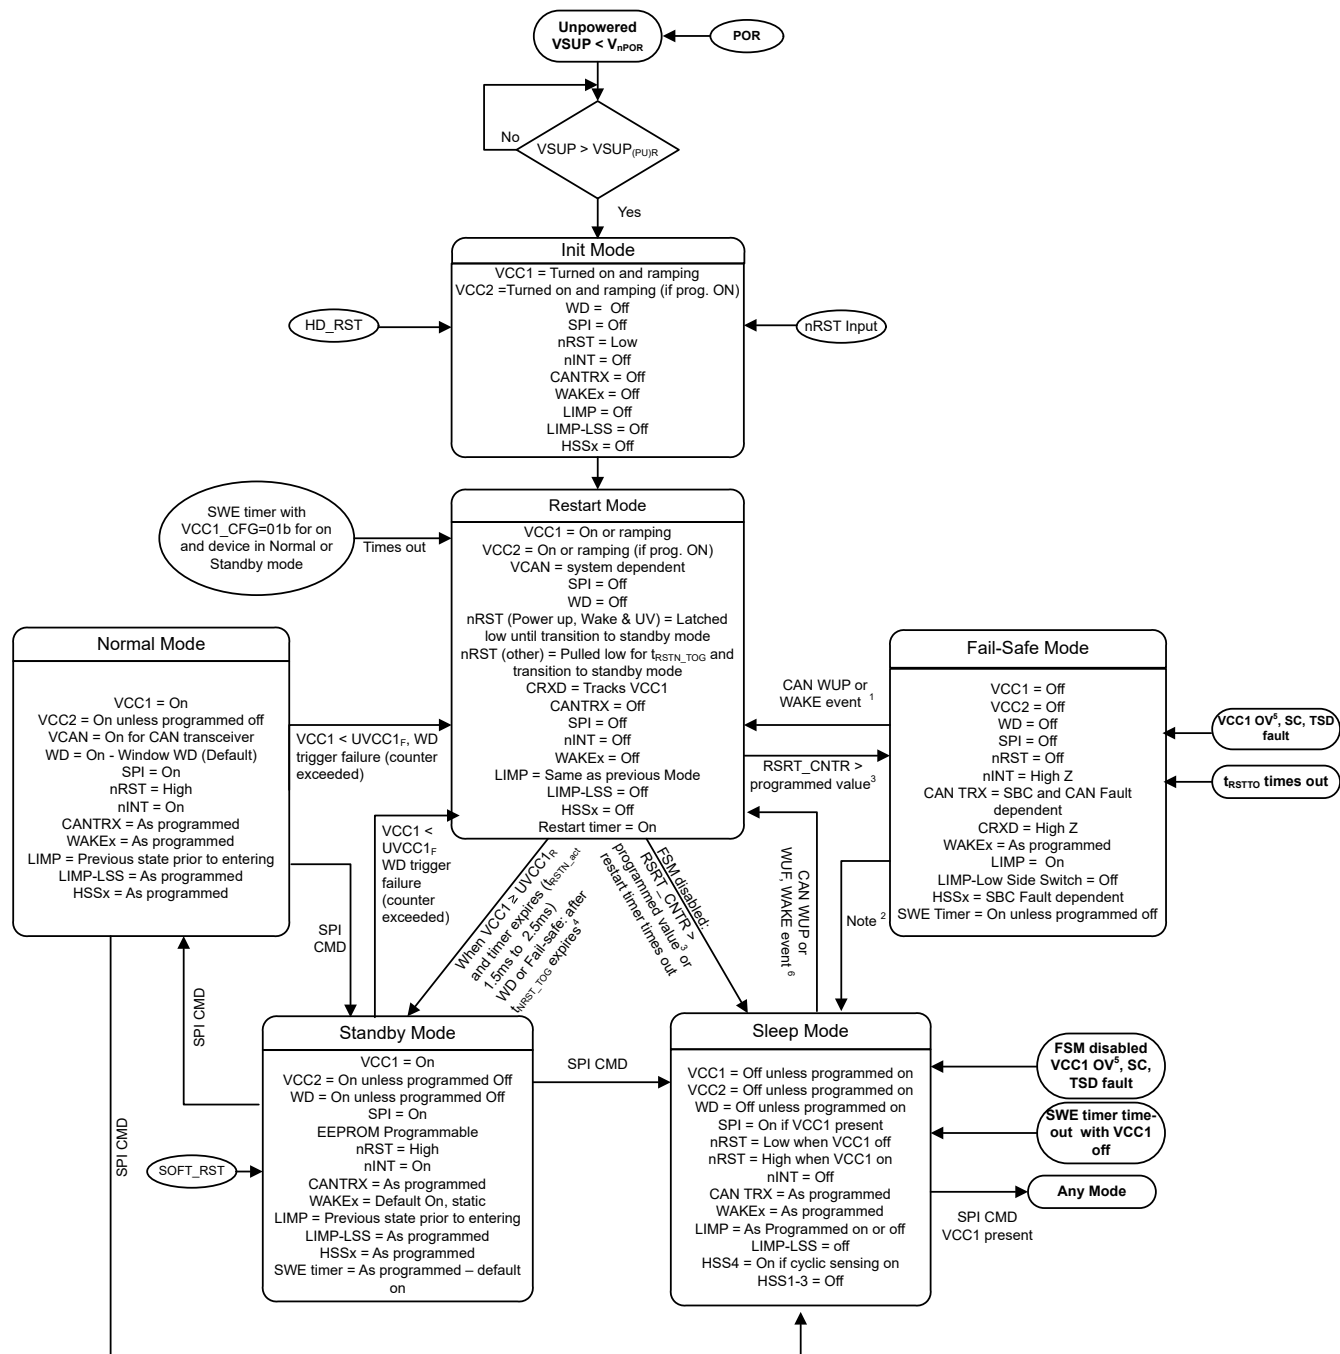 Unpowered
VSUP < VnPOR
POR
No
VSUP > VSUP(PU)R
Yes
Init Mode
VCC1 = Turned on and ramping
VCC2 =Turned on and ramping (if prog. ON)
WD = Off
SPI = Off
nRST = Low
nINT = Off
CANTRX = Off
WAKEx = Off
LIMP = Off
LIMP-LSS = Off
HSSx = Off
HD_RST
nRST Input
SWE timer with
VCC1_CFG=01b for on
and device in Normal or
Standby mode
Times out
Restart Mode
VCC1 = On or ramping
VCC2 = On or ramping (if prog. ON)
VCAN = system dependent
SPI = Off
WD = Off
nRST (Power up, Wake & UV) = Latched
low until transition to standby mode
nRST (other) = Pulled low for tRSTN_TOG and
transition to standby mode
CRXD = Tracks VCC1
CANTRX = Off
SPI = Off
nINT = Off
WAKEx = Off
LIMP = Same as previous Mode
LIMP-LSS = Off
HSSx = Off
Restart timer = On
Normal Mode
VCC1 = On
VCC2 = On unless programmed off
VCAN = On for CAN transceiver
WD = On - Window WD (Default)
SPI = On
nRST = High
nINT = On
CANTRX = As programmed
WAKEx = As programmed
LIMP = Previous state prior to entering
LIMP-LSS = As programmed
HSSx = As programmed
VCC1 < UVCC1F, WD
trigger failure (counter
exceeded)
CAN WUP or
WAKE event 1
RSRT_CNTR >
programmed value3
Fail-Safe Mode
VCC1 = Off
VCC2 = Off
WD = Off
SPI = Off
nRST = Off
nINT = High Z
CAN TRX = SBC and CAN Fault
dependent
CRXD = High Z
WAKEx = As programmed
LIMP = On
LIMP-Low Side Switch = Off
HSSx = SBC Fault dependent
SWE Timer = On unless programmed off
VCC1 OV5, SC, TSD
fault
tRSTTO times out
VCC1 <
UVCC1F
WD trigger
failure
(counter
exceeded)
When VCC1 ≥ UVCC1R
and timer expires (tRSTN_act
1.5ms to 2.5ms)
WD or Fail-safe: after
tNRST_TOG expires4
FSM disabled:
RSRT_CNTR >
programmed value3 or
restart timer times out
CAN WUP or
WUF, WAKE event 6
Note 2
SPI
CMD
SPI CMD
SPI CMD
Standby Mode
VCC1 = On
VCC2 = On unless programmed Off
WD = On unless programmed Off
SPI = On
EEPROM Programmable
nRST = High
nINT = On
CANTRX = As programmed
WAKEx = Default On, static
LIMP = Previous state prior to entering
LIMP-LSS = As programmed
HSSx = As programmed
SWE timer = As programmed – default
on
SOFT_RST
SPI CMD
Sleep Mode
VCC1 = Off unless programmed on
VCC2 = Off unless programmed on
WD = Off unless programmed on
SPI = On if VCC1 present
nRST = Low when VCC1 off
nRST = High when VCC1 on
nINT = Off
CAN TRX = As programmed
WAKEx = As programmed
LIMP = As Programmed on or off
LIMP-LSS = off
HSS4 = On if cyclic sensing on
HSS1-3 = Off
FSM disabled
VCC1 OV5, SC,
TSD fault
SWE timer time-
out with VCC1
off
Any Mode
SPI CMD
VCC1 present